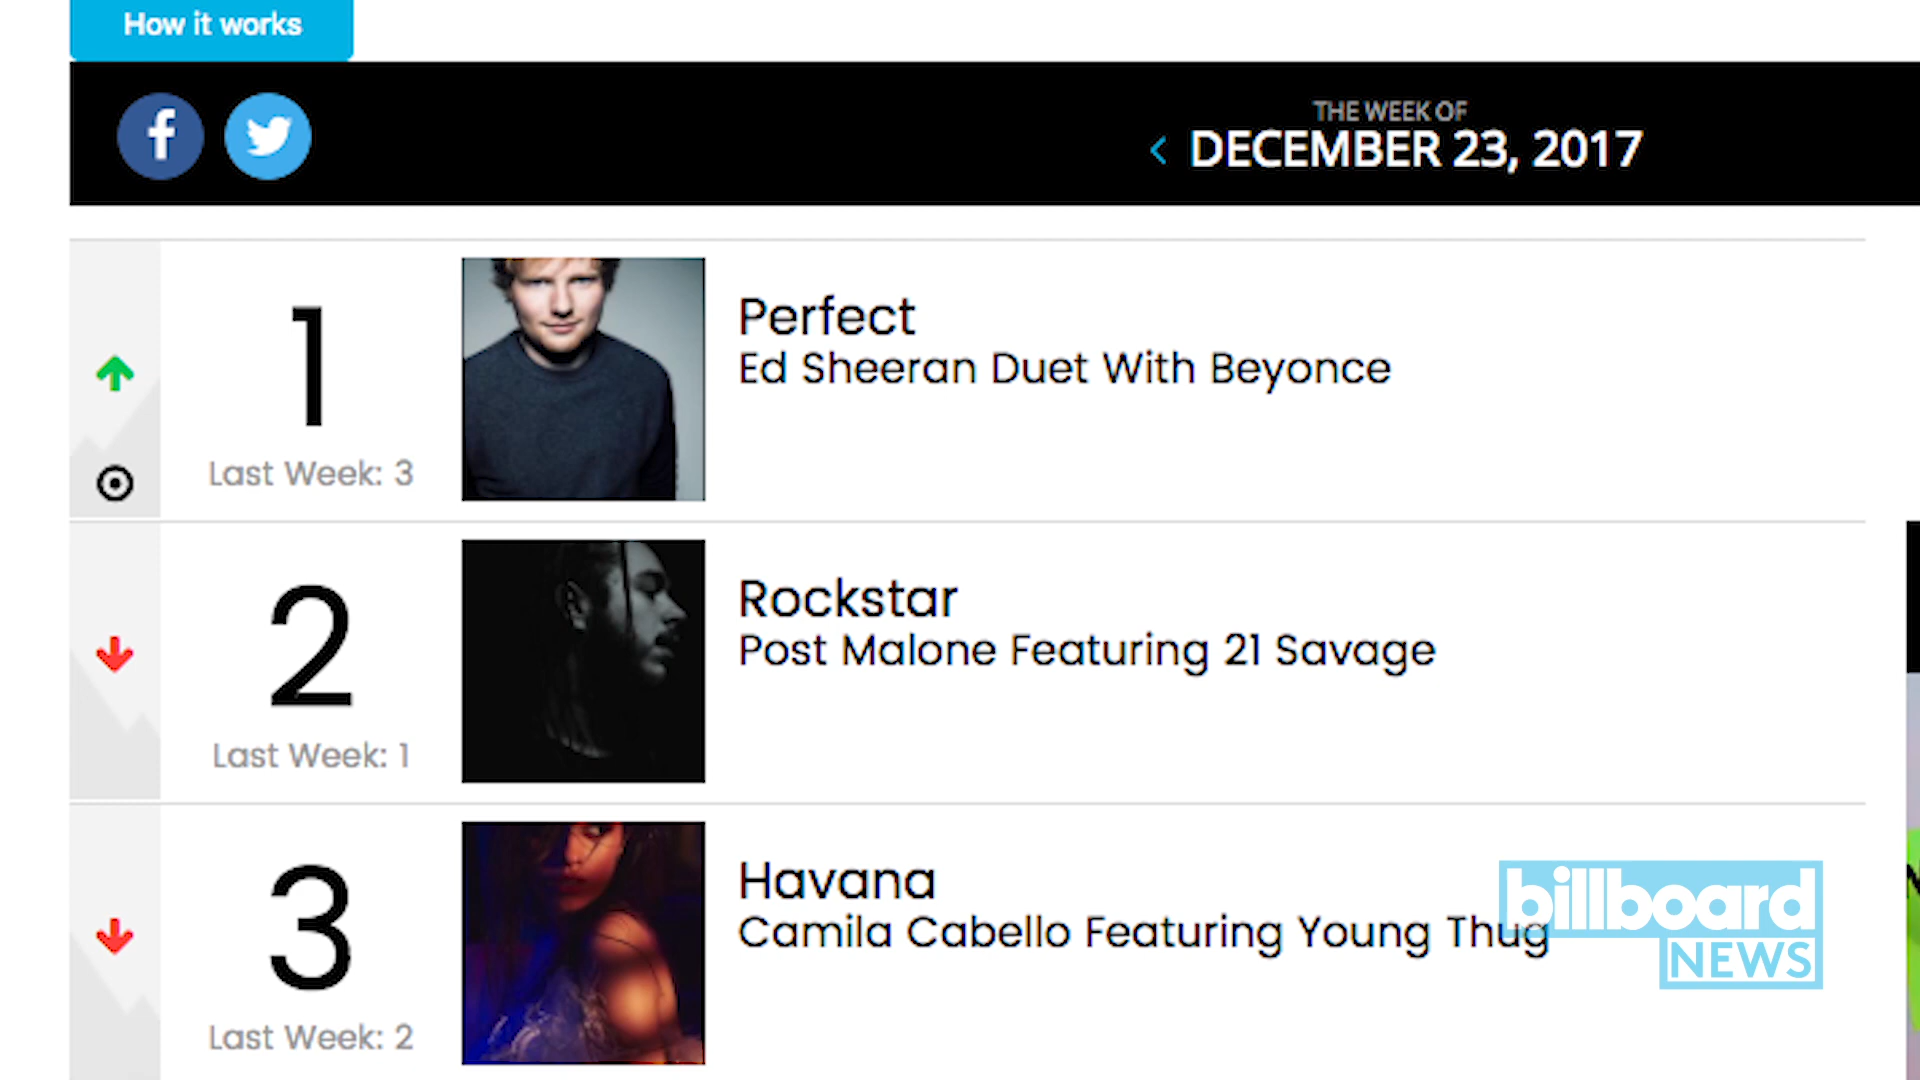 How it works
THE WEEK OF
DECEMBER 23, 2017
1
Last Week: 3
Perfect
Ed Sheeran Duet With Beyonce
2
Last Week: 1
Rockstar
Post Malone Featuring 21 Savage
3
Last Week: 2
Havana
Camila Cabello Featuring Young Thug
billboard
NEWS